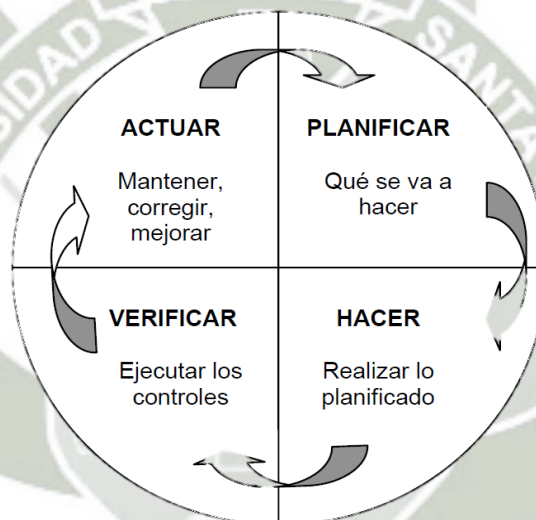 ACTUAR
Mantener,
corregir,
mejorar
PLANIFICAR
Qué se va a
hacer
VERIFICAR
Ejecutar los
controles
HACER
Realizar lo
planificado